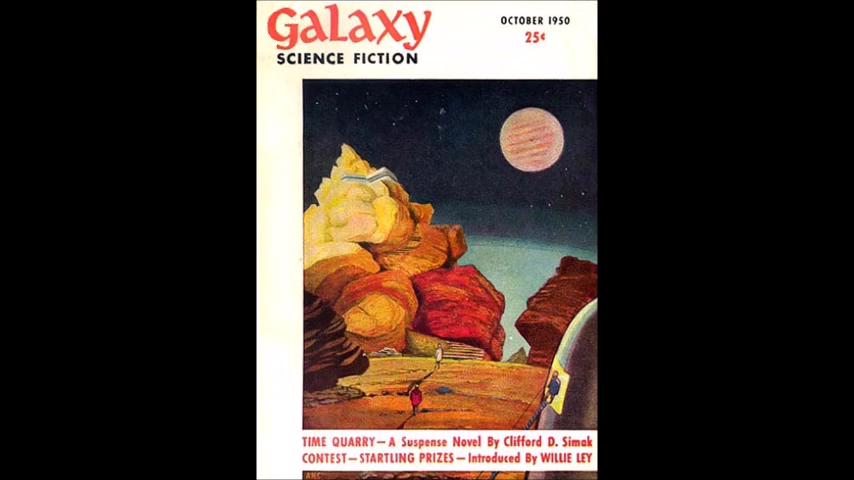 Galaxy
SCIENCE FICTION
OCTOBER 1950
25¢
TIME QUARRY—A Suspense Novel By Clifford D. Simak
CONTEST—STARTLING PRIZES—Introduced By WILLIE LEY